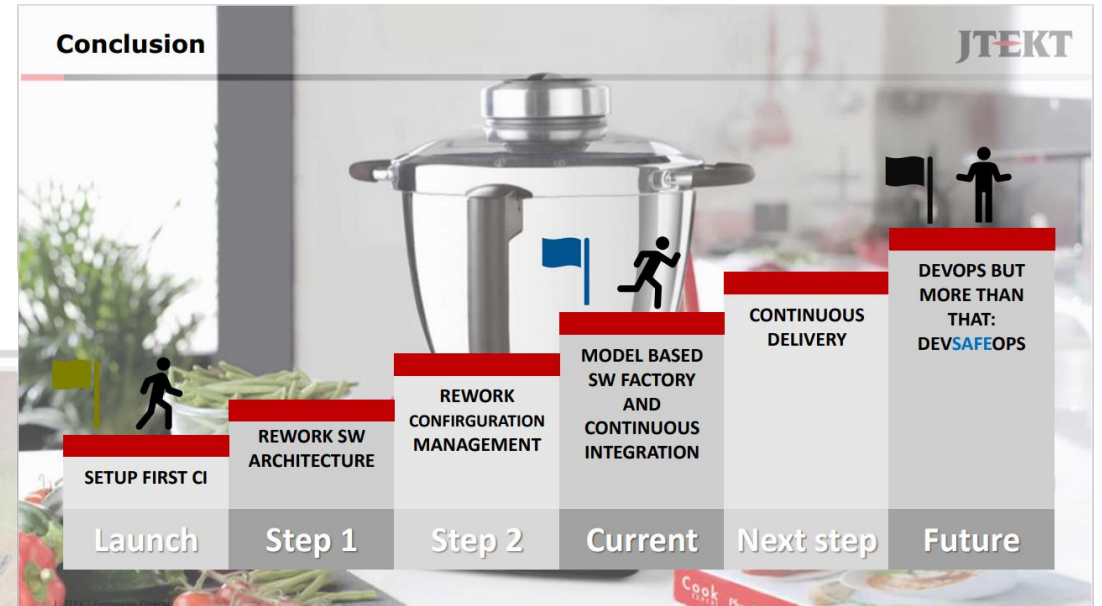 Conclusion
JTEKT
SETUP FIRST CI
REWORK SW
ARCHITECTURE
REWORK
CONFIRGURATION
MANAGEMENT
MODEL BASED
SW FACTORY
AND
CONTINUOUS
INTEGRATION
CONTINUOUS
DELIVERY
DEVOPS BUT
MORE THAN
THAT:
DEVSAFEOPS
Launch
Step 1
Step 2
Current
Next step
Future
Cook